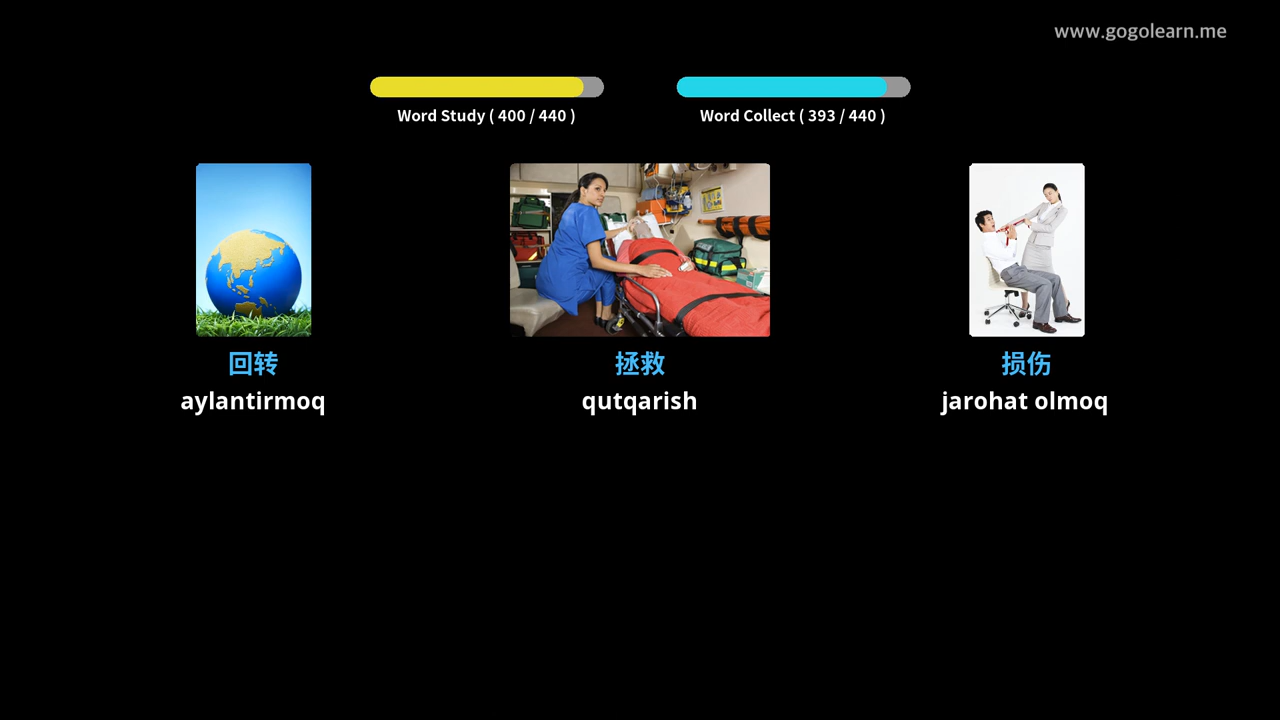 www.gogolearn.me
Word Study ( 400 / 440 )
Word Collect ( 393 / 440 )
回转
aylantirmoq
拯救
qutqarish
损伤
jarohat olmoq